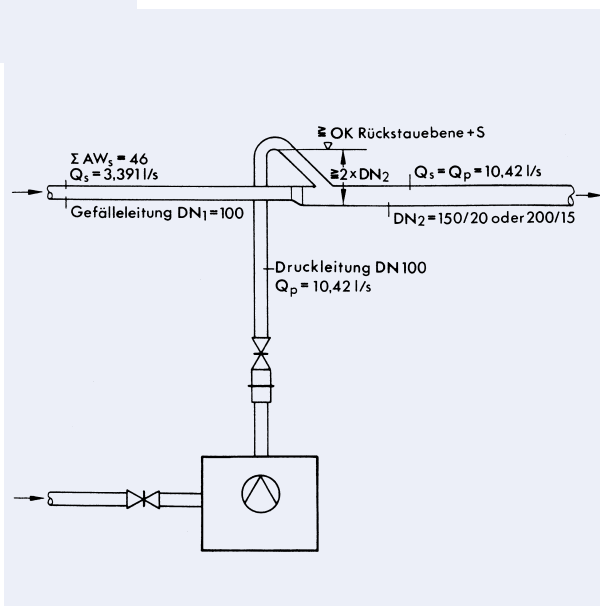 ≧ OK Rückstauebene + S
Σ AWs = 46
Qs = 3,391 l/s
≧ 2 x DN2
Qs = Qp = 10,42 l/s
Gefälleleitung DN1 = 100
DN2 = 150/20 oder 200/15
Druckleitung DN 100
Qp = 10,42 l/s